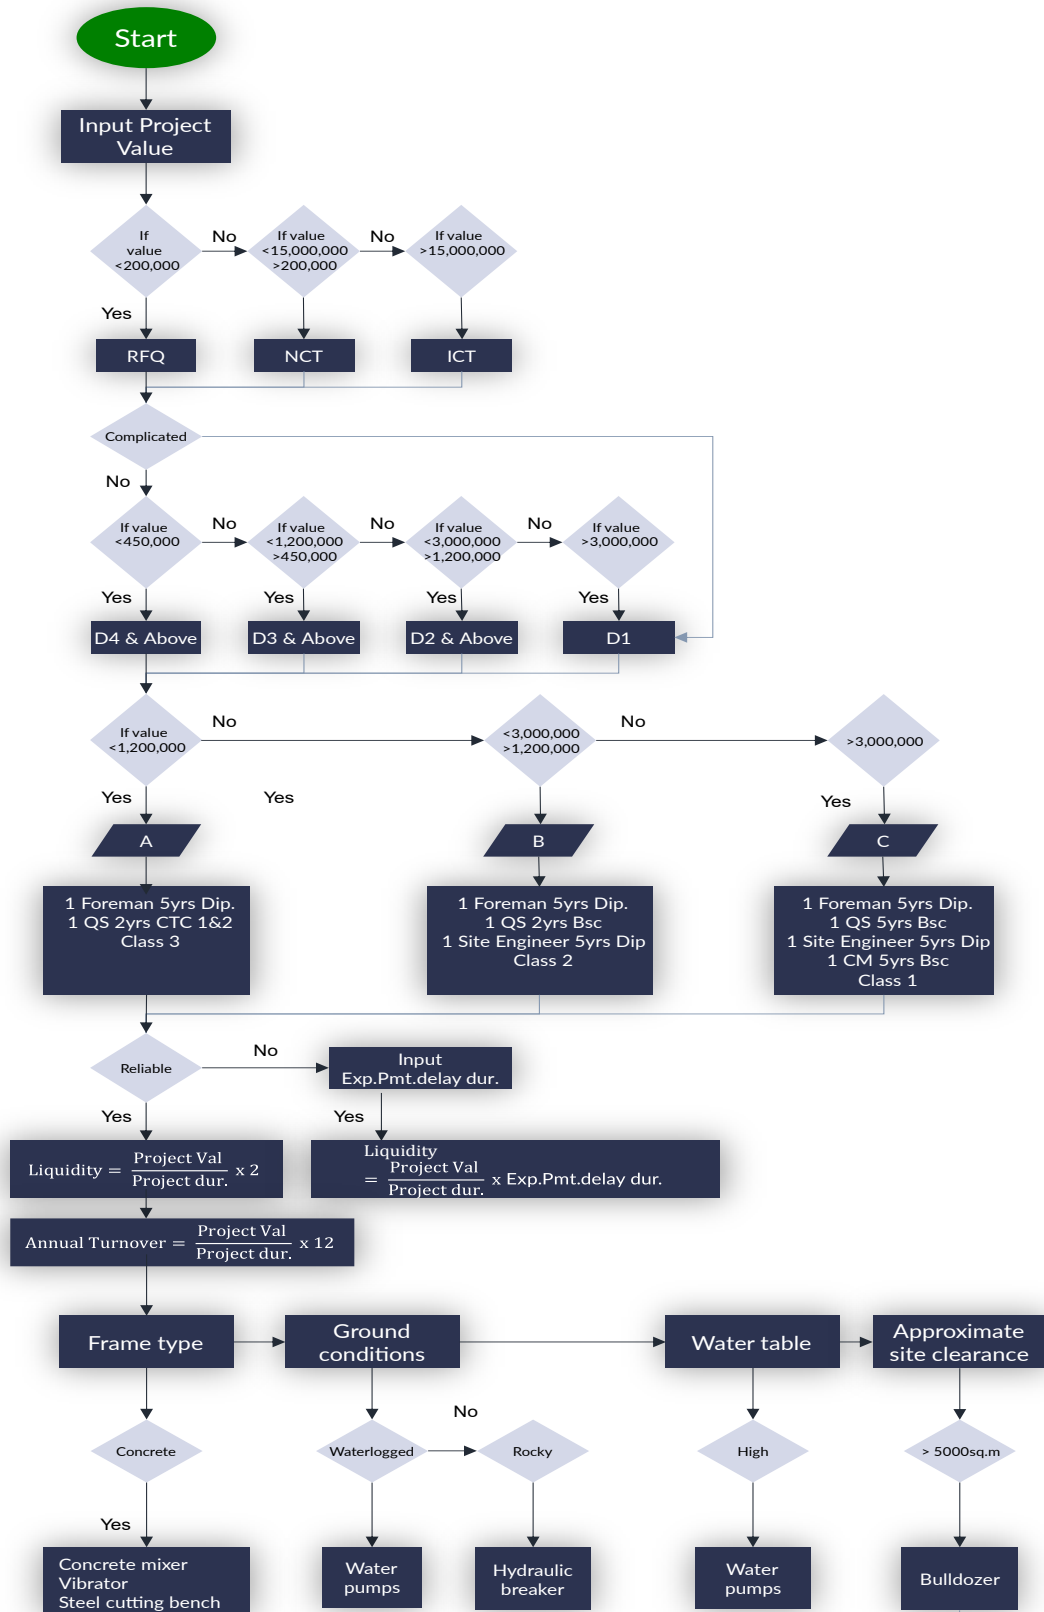 Start
Input Project
Value
If
value
<200,000
No
If value
<15,000,000
>200,000
No
If value
>15,000,000
Yes
RFQ
NCT
ICT
Complicated
No
If value
<450,000
No
If value
<1,200,000
>450,000
No
If value
<3,000,000
>1,200,000
No
If value
>3,000,000
Yes
Yes
Yes
Yes
D4 & Above
D3 & Above
D2 & Above
D1
If value
<1,200,000
No
<3,000,000
>1,200,000
No
>3,000,000
Yes
Yes
Yes
A
B
C
1 Foreman 5yrs Dip.
1 QS 2yrs CTC 1&2
Class 3
1 Foreman 5yrs Dip.
1 QS 2yrs Bsc
1 Site Engineer 5yrs Dip
Class 2
1 Foreman 5yrs Dip.
1 QS 5yrs Bsc
1 Site Engineer 5yrs Dip
1 CM 5yrs Bsc
Class 1
Reliable
No
Input
Exp.Pmt.delay dur.
Yes
Yes
Liquidity = Project Val / Project dur. x 2
Liquidity
= Project Val / Project dur. x Exp.Pmt.delay dur.
Annual Turnover = Project Val / Project dur. x 12
Frame type
Ground
conditions
Water table
Approximate
site clearance
Concrete
Waterlogged
No
Rocky
High
> 5000sq.m
Yes
Concrete mixer
Vibrator
Steel cutting bench
Water
pumps
Hydraulic
breaker
Water
pumps
Bulldozer